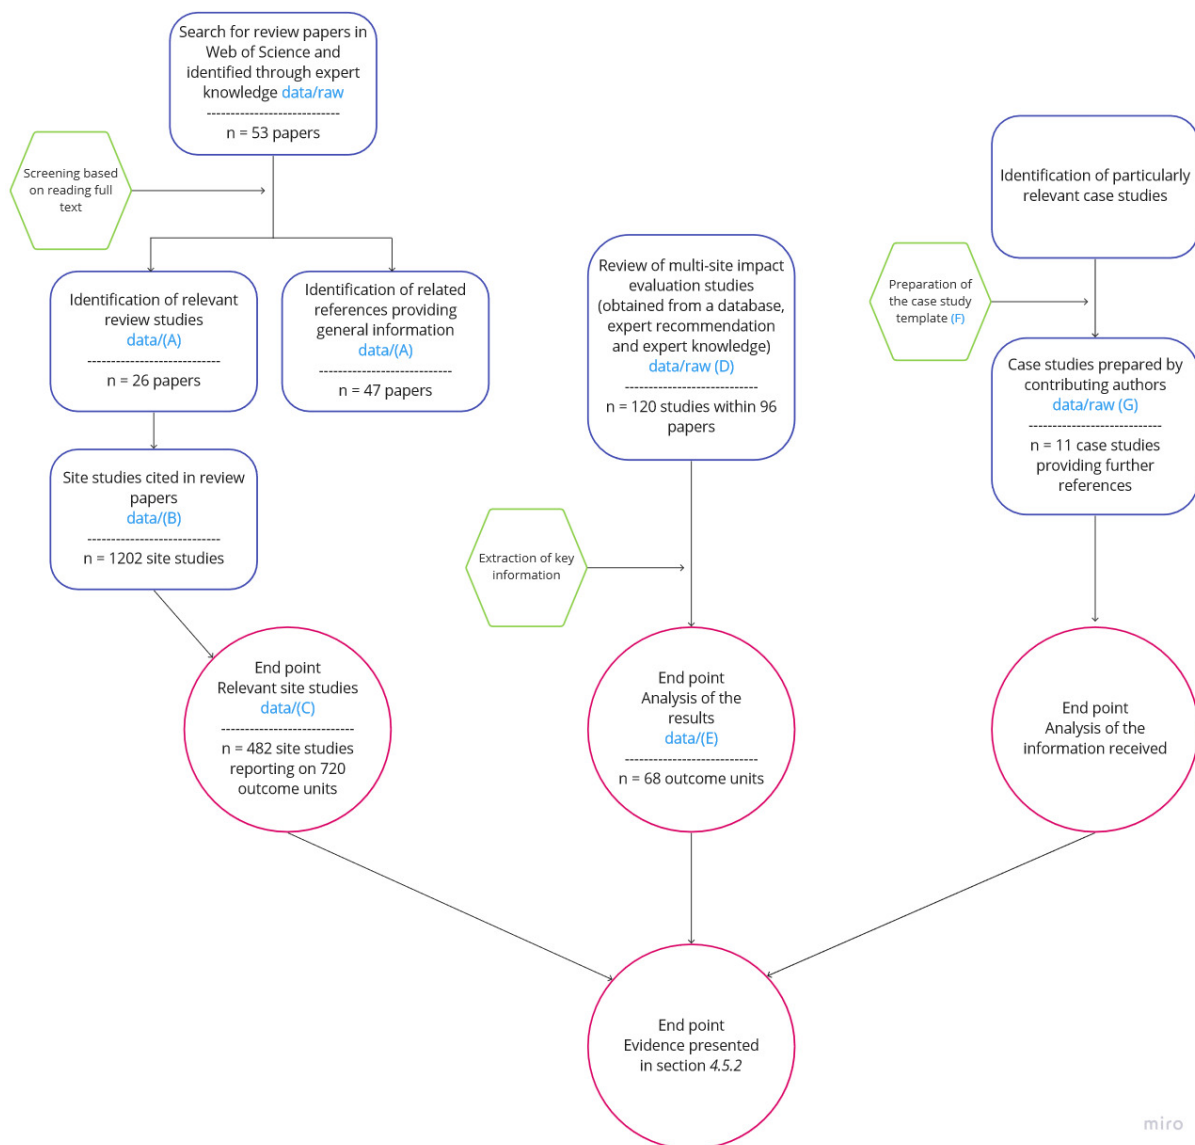 Search for review papers in
Web of Science and
identified through expert
knowledge data/raw
----------------------------
n = 53 papers
Screening based
on reading full
text
Identification of relevant
review studies
data/(A)
----------------------------
n = 26 papers
Identification of related
references providing
general information
data/(A)
----------------------------
n = 47 papers
Site studies cited in review
papers
data/(B)
----------------------------
n = 1202 site studies
End point
Relevant site studies
data/(C)
----------------------------
n = 482 site studies
reporting on 720
outcome units
Review of multi-site impact
evaluation studies
(obtained from a database,
expert recommendation
and expert knowledge)
data/raw (D)
----------------------------
n = 120 studies within 96
papers
Extraction of key
information
End point
Analysis of the
results
data/(E)
----------------------------
n = 68 outcome units
Identification of particularly
relevant case studies
Preparation of
the case study
template (F)
Case studies prepared by
contributing authors
data/raw (G)
----------------------------
n = 11 case studies
providing further
references
End point
Analysis of the
information received
End point
Evidence presented
in section 4.5.2
miro